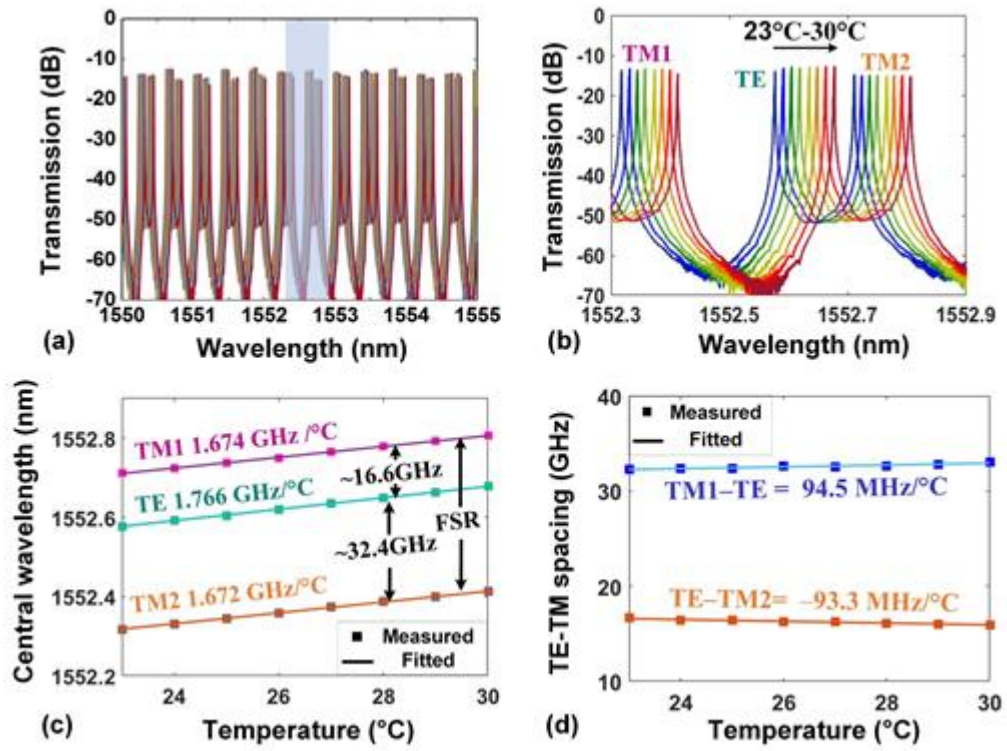 0
-10
-20
-30
-40
-50
-60
-70
Transmission (dB)
1550
1551
1552
1553
1554
1555
Wavelength (nm)
(a)
0
-10
-20
-30
-40
-50
-60
-70
Transmission (dB)
23°C-30°C
TM1
TE
TM2
1552.3
1552.5
1552.7
1552.9
Wavelength (nm)
(b)
1552.8
1552.6
1552.4
1552.2
Central wavelength (nm)
TM1 1.674 GHz /°C
TE 1.766 GHz/°C
TM2 1.672 GHz/°C
~16.6GHz
~32.4GHz
FSR
Measured
Fitted
24
26
28
30
Temperature (°C)
(c)
40
30
20
10
TE-TM spacing (GHz)
Measured
Fitted
TM1–TE = 94.5 MHz/°C
TE–TM2= –93.3 MHz/°C
24
26
28
30
Temperature (°C)
(d)